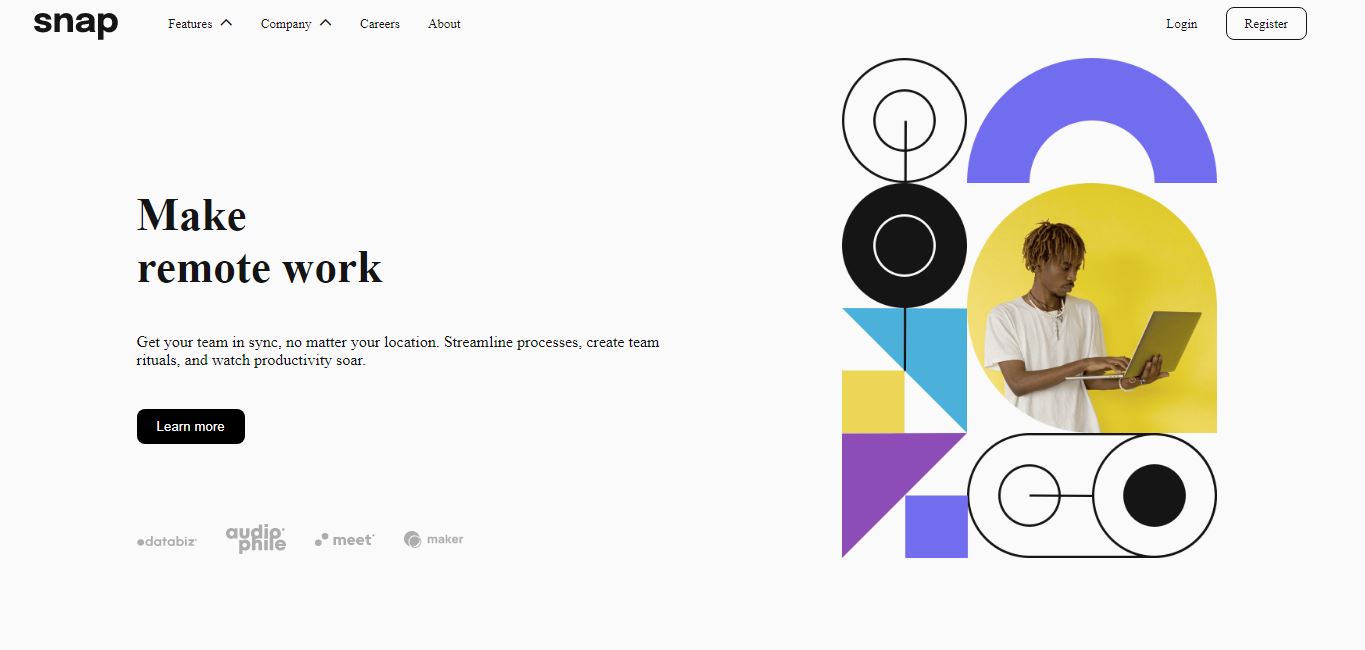 snap Features Company Careers About Login Register
Make
remote work
Get your team in sync, no matter your location. Streamline processes, create team
rituals, and watch productivity soar.
Learn more
databiz audiophile meet maker